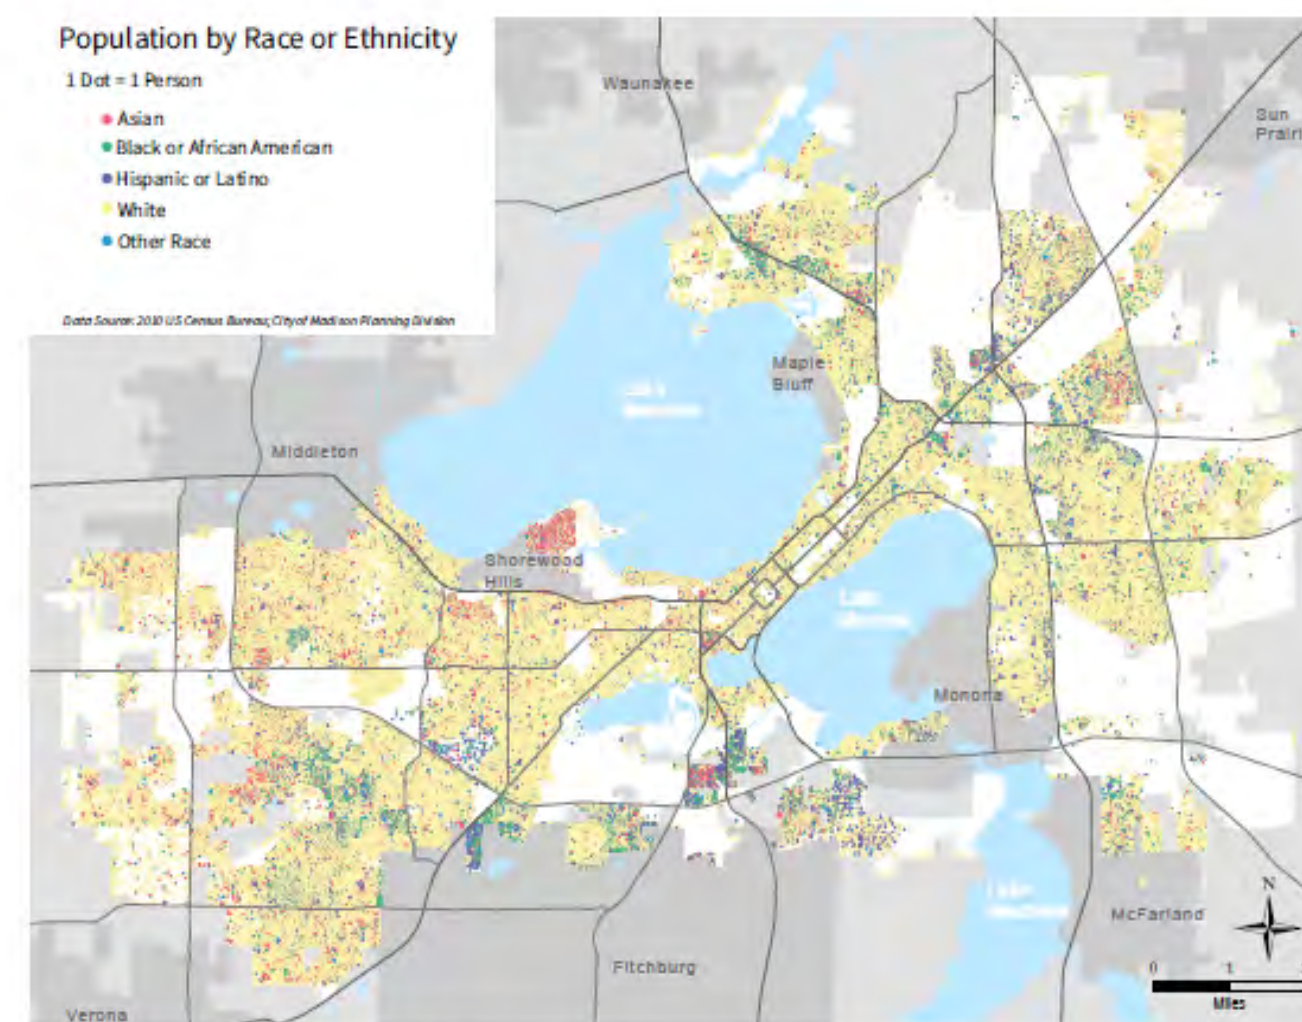 Population by Race or Ethnicity
1 Dot = 1 Person
Asian
Black or African American
Hispanic or Latino
White
Other Race
Data Source: 2010 US Census Bureau; City of Madison Planning Division
Waunakee
Sun
Maple
Bluff
Middleton
Shorewood
Hills
Monona
McFarland
Fitchburg
Verona
N
0 1
Miles